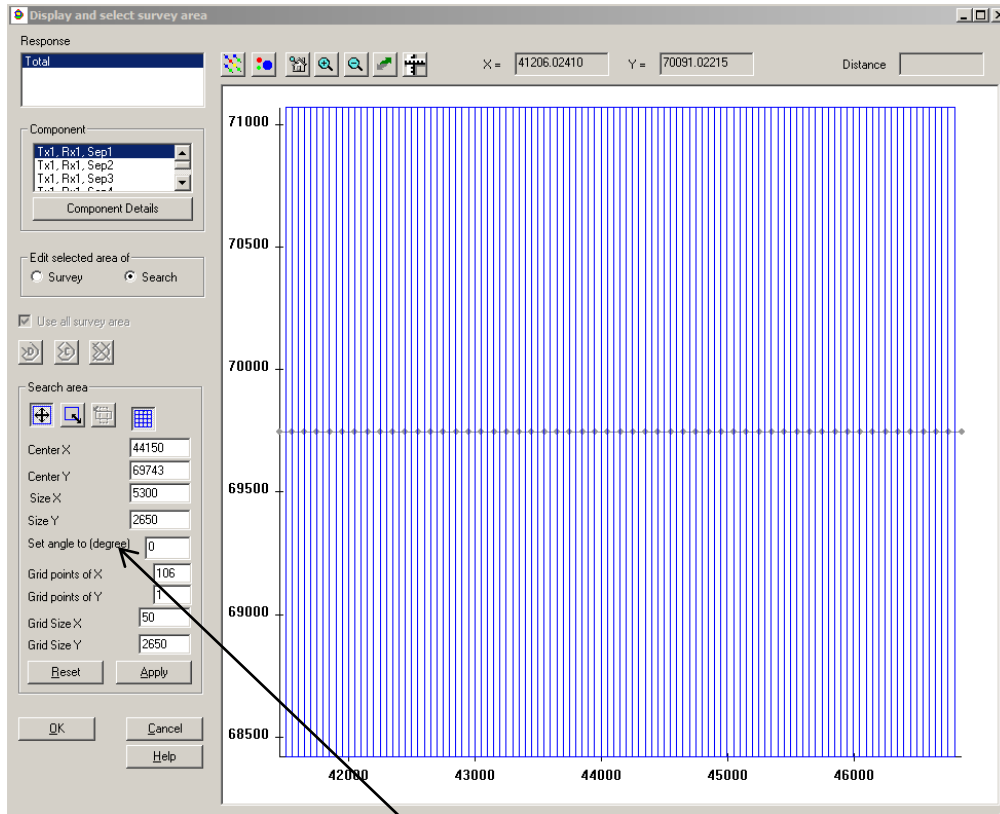 Display and select survey area
Response
Total
X = 41206.02410 Y = 70091.02215 Distance
Component
Tx1, Rx1, Sep1
Tx1, Rx1, Sep2
Tx1, Rx1, Sep3
Component Details
Edit selected area of
Survey Search
Use all survey area
Search area
Center X 44150
Center Y 69743
Size X 5300
Size Y 2650
Set angle to (degree) 0
Grid points of X 106
Grid points of Y 1
Grid Size X 50
Grid Size Y 2650
Reset Apply
OK Cancel
Help
71000
70500
70000
69500
69000
68500
42000 43000 44000 45000 46000